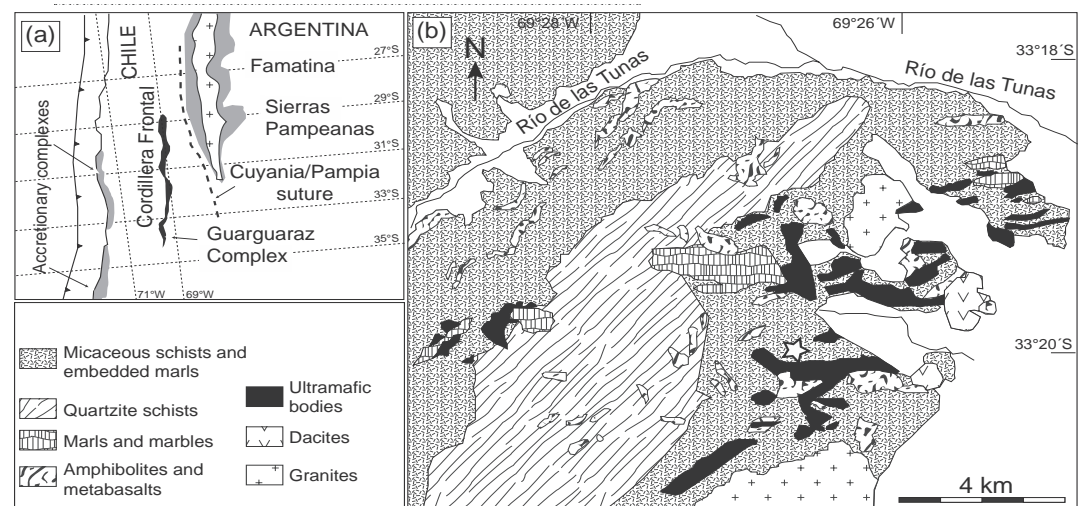 (a)
ARGENTINA
27°S
Famatina
CHILE
29°S
Sierras
Pampeanas
Cordillera Frontal
31°S
Accretionary complexes
Cuyania/Pampia
suture
33°S
Guarguaraz
Complex
35°S
71°W
69°W
Micaceous schists and
embedded marls
Quartzite schists
Marls and marbles
Amphibolites and
metabasalts
Ultramafic
bodies
Dacites
Granites
(b)
69°28´W
69°26´W
33°18´S
N
Río de las Tunas
Río de las Tunas
33°20´S
4 km